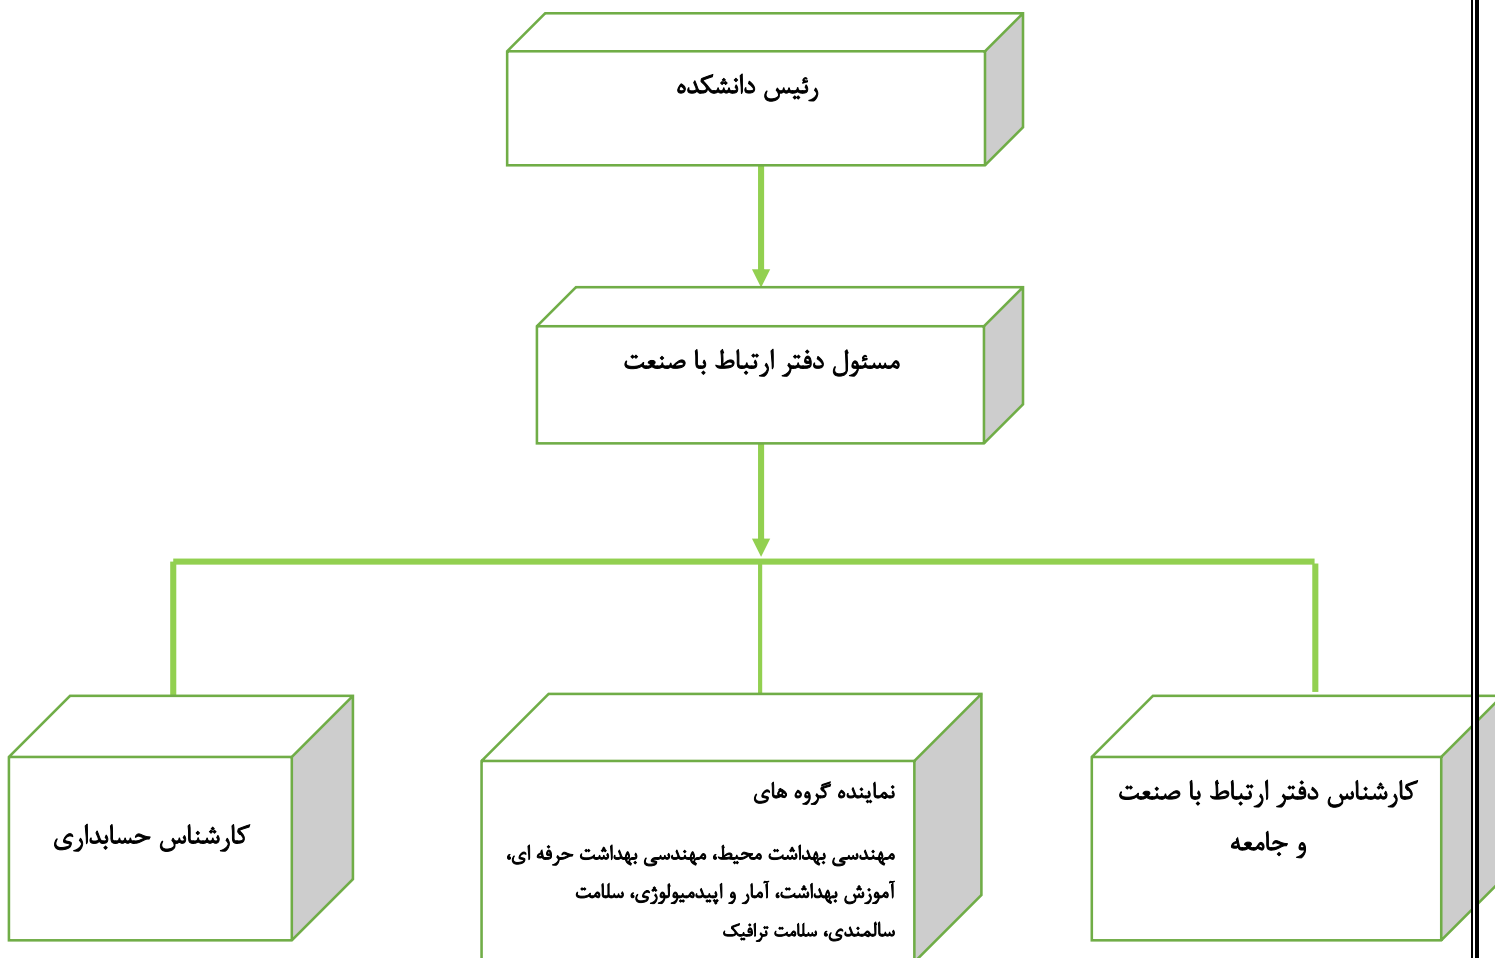 رئیس دانشکده
مسئول دفتر ارتباط با صنعت
کارشناس دفتر ارتباط با صنعت
و جامعه
نماینده گروه های
مهندسی بهداشت محیط، مهندسی بهداشت حرفه ای،
آموزش بهداشت، آمار و اپیدمیولوژی، سلامت
سالمندی، سلامت ترافیک
کارشناس حسابداری